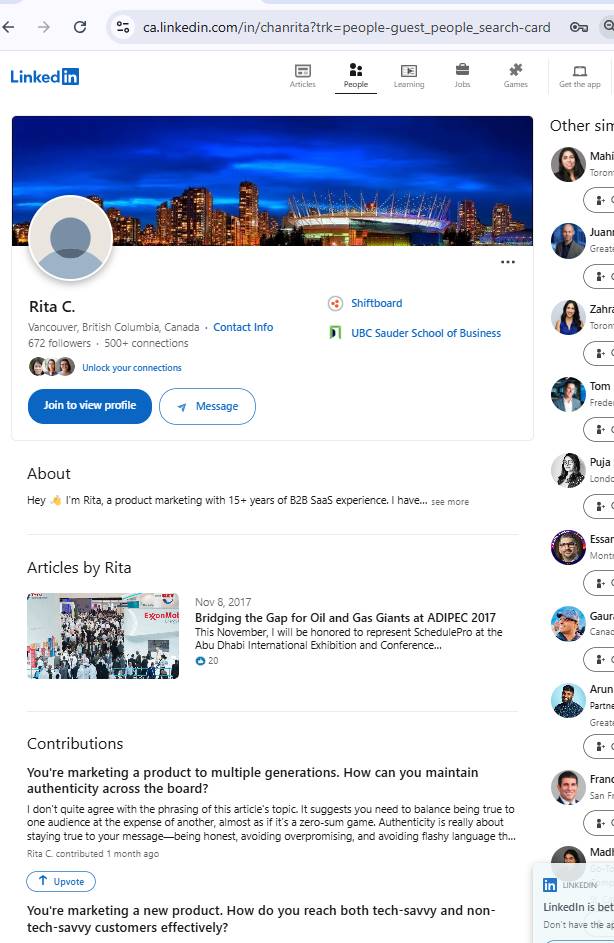 ca.linkedin.com/in/chanrita?trk=people-guest_people_search-card
Linked in
Articles
People
Learning
Jobs
Games
Get the app
Rita C.
Vancouver, British Columbia, Canada · Contact Info
672 followers · 500+ connections
Unlock your connections
Join to view profile
Message
Shiftboard
UBC Sauder School of Business
About
Hey 👋 I'm Rita, a product marketing with 15+ years of B2B SaaS experience. I have... see more
Articles by Rita
ExxonMob
Nov 8, 2017
Bridging the Gap for Oil and Gas Giants at ADIPEC 2017
This November, I will be honored to represent SchedulePro at the
Abu Dhabi International Exhibition and Conference...
20
Contributions
You're marketing a product to multiple generations. How can you maintain
authenticity across the board?
I don't quite agree with the phrasing of this article's topic. It suggests you need to balance being true to
one audience at the expense of another, almost as if it's a zero-sum game. Authenticity is really about
staying true to your message—being honest, avoiding overpromising, and avoiding flashy language th...
Rita C. contributed 1 month ago
Upvote
You're marketing a new product. How do you reach both tech-savvy and non-
tech-savvy customers effectively?
Other sim
Mahi
Toron
Juann
Greate
Zahra
Toron
Tom
Freder
Puja
Londo
Essam
Montr
Gaura
Canad
Arun
Partne
Greate
Franc
San Fr
Madh
in LINKEDIN
LinkedIn is bet
Don't have the ap